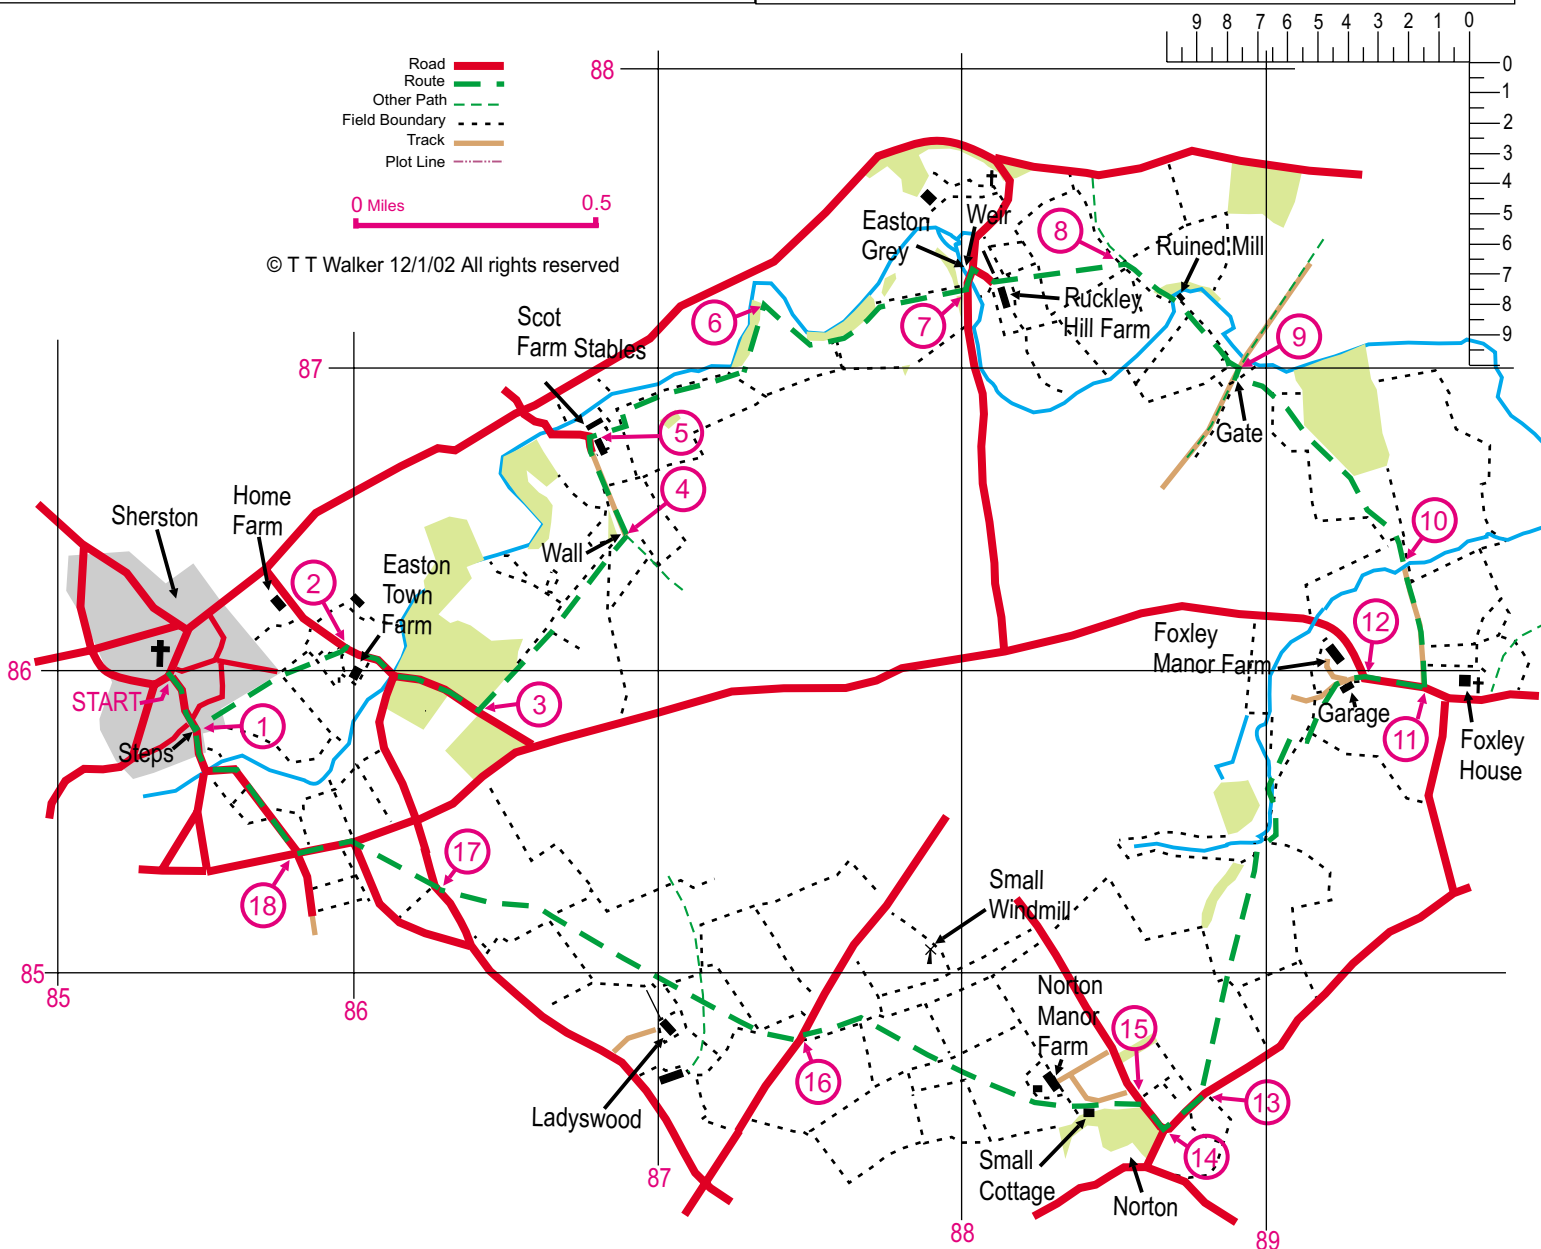 9 8 7 6 5 4 3 2 1 0
0
1
2
3
4
5
6
7
8
9
Road
Route
Other Path
Field Boundary
Track
Plot Line
0 Miles 0.5
© T T Walker 12/1/02 All rights reserved
88
87
86
85
85
86
87
88
89
Easton
Grey
Weir
8
Ruined Mill
Ruckley
Hill Farm
7
6
9
Gate
Scot
Farm Stables
5
4
Wall
10
Sherston
Home
Farm
2
Easton
Town
Farm
START
1
Steps
3
Foxley
Manor Farm
12
Garage
11
Foxley
House
17
18
Small
Windmill
Norton
Manor
Farm
15
16
13
14
Ladyswood
Small
Cottage
Norton